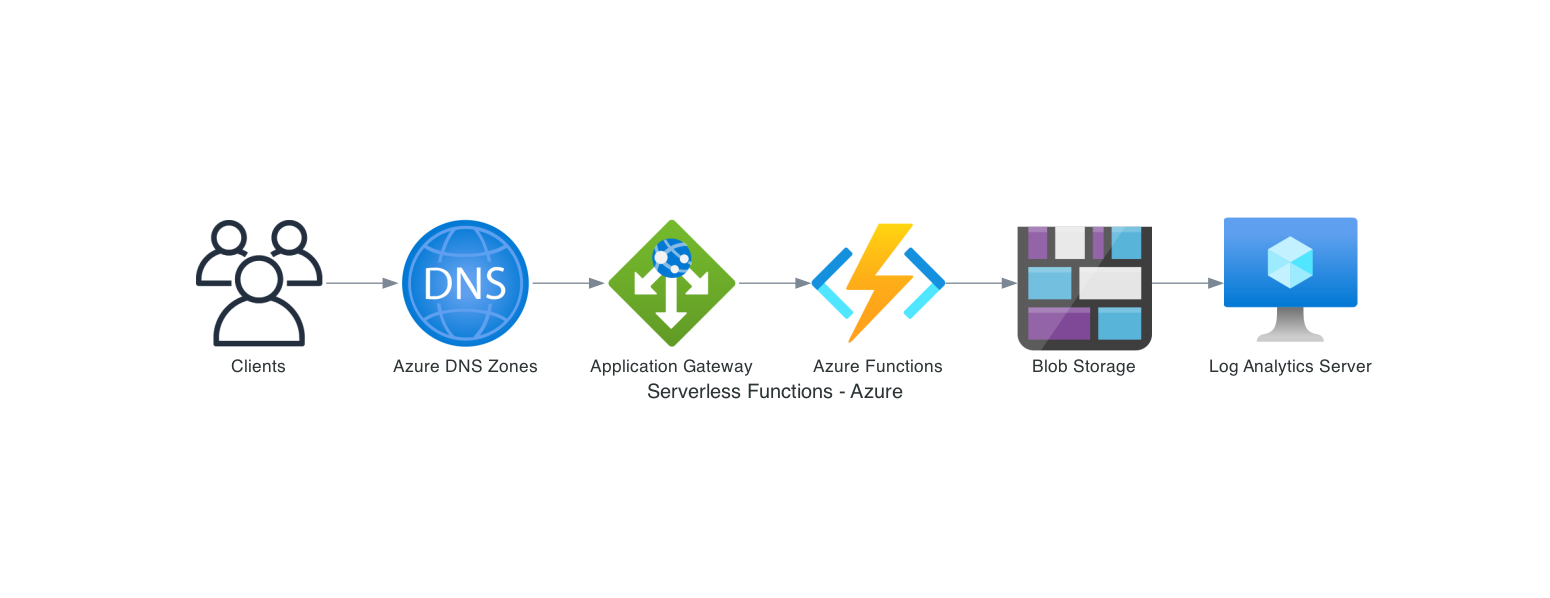 DNS
Clients
Azure DNS Zones
Application Gateway
Azure Functions
Blob Storage
Log Analytics Server
Serverless Functions - Azure